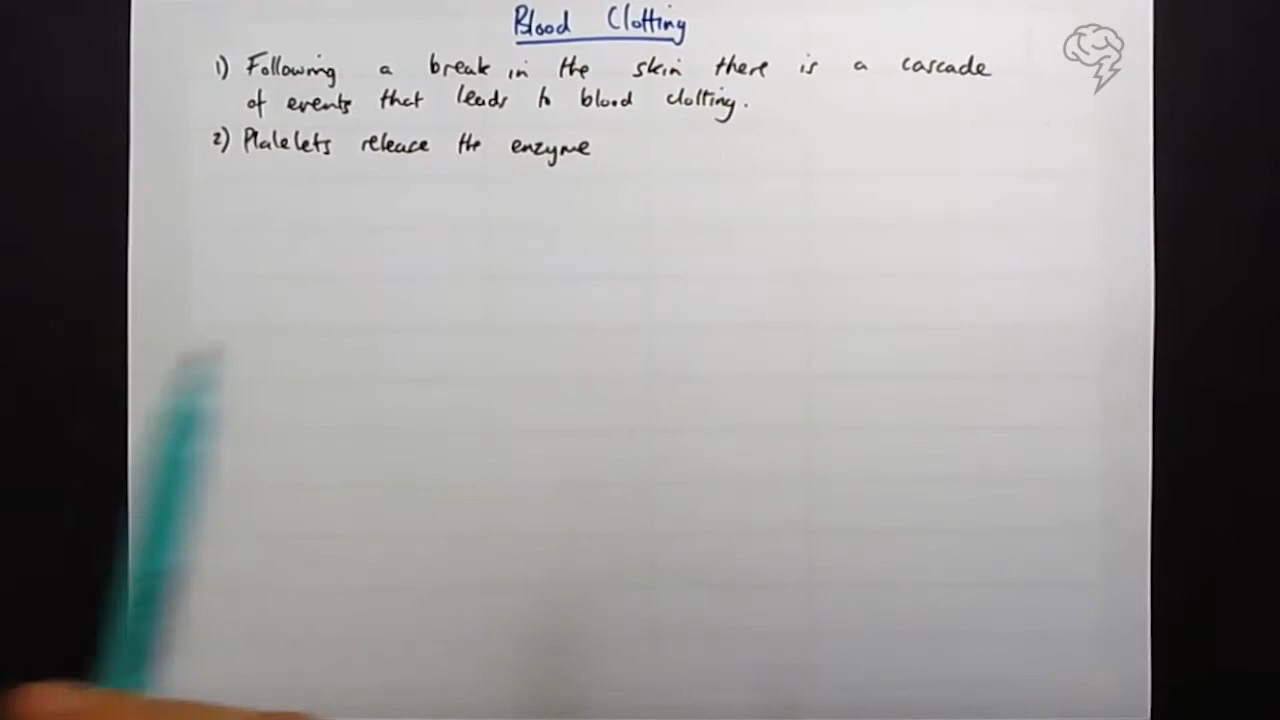 Blood Clotting
1) Following a break in the skin there is a cascade
of events that leads to blood clotting.
2) Platelets release the enzyme